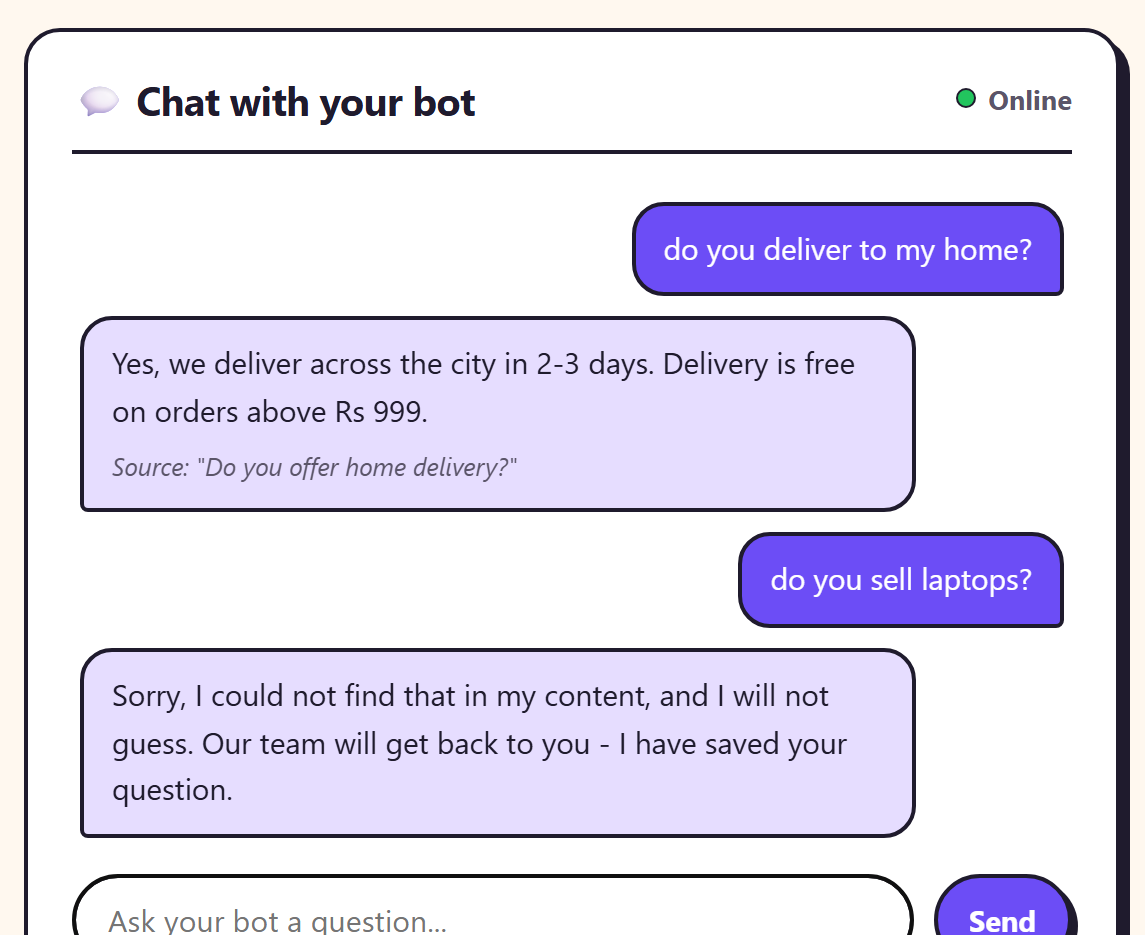 Chat with your bot
Online
do you deliver to my home?
Yes, we deliver across the city in 2-3 days. Delivery is free
on orders above Rs 999.
Source: "Do you offer home delivery?"
do you sell laptops?
Sorry, I could not find that in my content, and I will not
guess. Our team will get back to you - I have saved your
question.
Ask your bot a question...
Send